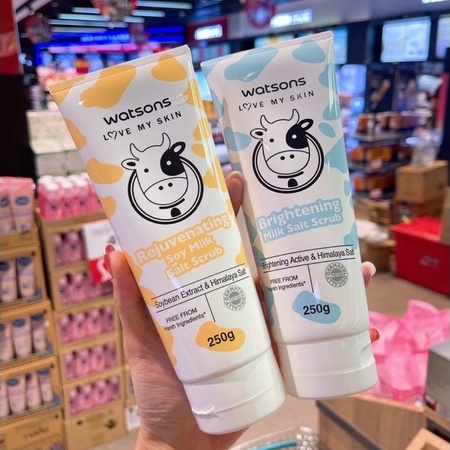 watsons
LOVE MY SKIN
Rejuvenating
Soy Milk
Salt Scrub
Soybean Extract & Himalaya Salt
FREE FROM
Harsh Ingredients*
250g
watsons
LOVE MY SKIN
Brightening
Milk Salt Scrub
Brightening Active & Himalaya Salt
FREE FROM
Harsh Ingredients*
250g